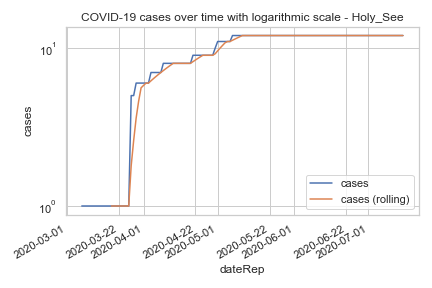 COVID-19 cases over time with logarithmic scale - Holy_See
10¹
10⁰
cases
cases
cases (rolling)
2020-03-01
2020-03-22
2020-04-01
2020-04-22
2020-05-01
2020-05-22
2020-06-01
2020-06-22
2020-07-01
dateRep